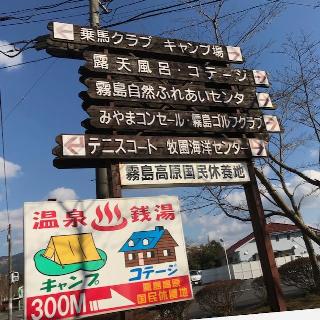 乗馬クラブ キャンプ場
露天風呂・コテージ
霧島自然ふれあいセンター
みやまコンセール・霧島ゴルフクラブ
テニスコート 牧園海洋センター
霧島高原国民休養地
温泉♨銭湯
キャンプ
コテージ
300M
霧島高原
国民休養地